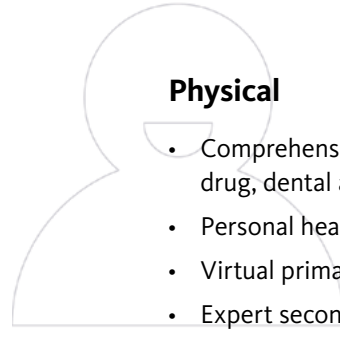 Physical
• Comprehens
drug, dental a
• Personal hea
• Virtual prima
• Expert secon